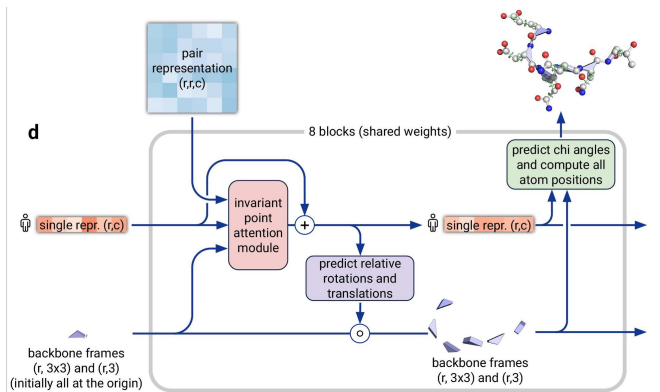 pair
representation
(r,r,c)
d
8 blocks (shared weights)
predict chi angles
and compute all
atom positions
single repr. (r,c)
invariant
point
attention
module
+
single repr. (r,c)
predict relative
rotations and
translations
backbone frames
(r, 3x3) and (r,3)
(initially all at the origin)
backbone frames
(r, 3x3) and (r,3)